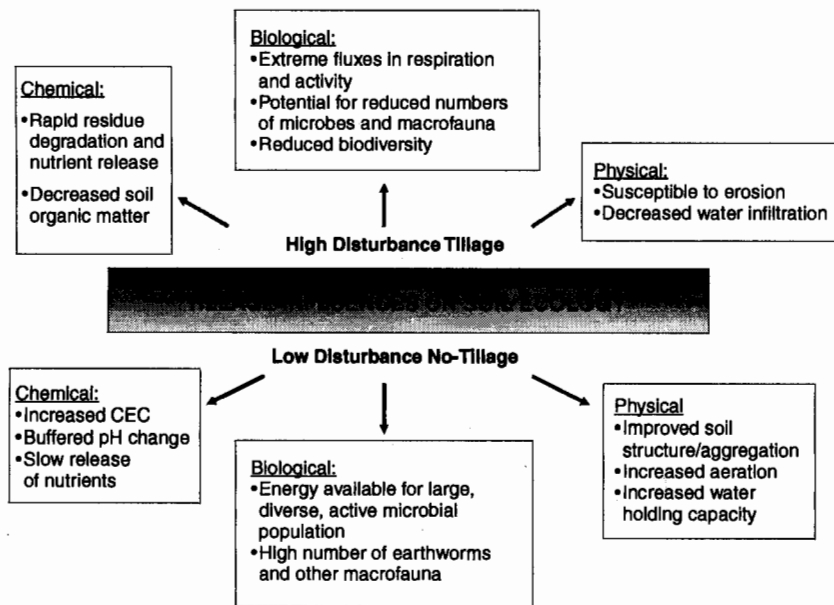 Biological:
•Extreme fluxes in respiration
and activity
•Potential for reduced numbers
of microbes and macrofauna
•Reduced biodiversity
Chemical:
•Rapid residue
degradation and
nutrient release
•Decreased soil
organic matter
Physical:
•Susceptible to erosion
•Decreased water infiltration
High Disturbance Tillage
ON SOIL ECOLOGY
Low Disturbance No-Tillage
Chemical:
•Increased CEC
•Buffered pH change
•Slow release
of nutrients
Biological:
•Energy available for large,
diverse, active microbial
population
•High number of earthworms
and other macrofauna
Physical
•Improved soil
structure/aggregation
•Increased aeration
•Increased water
holding capacity